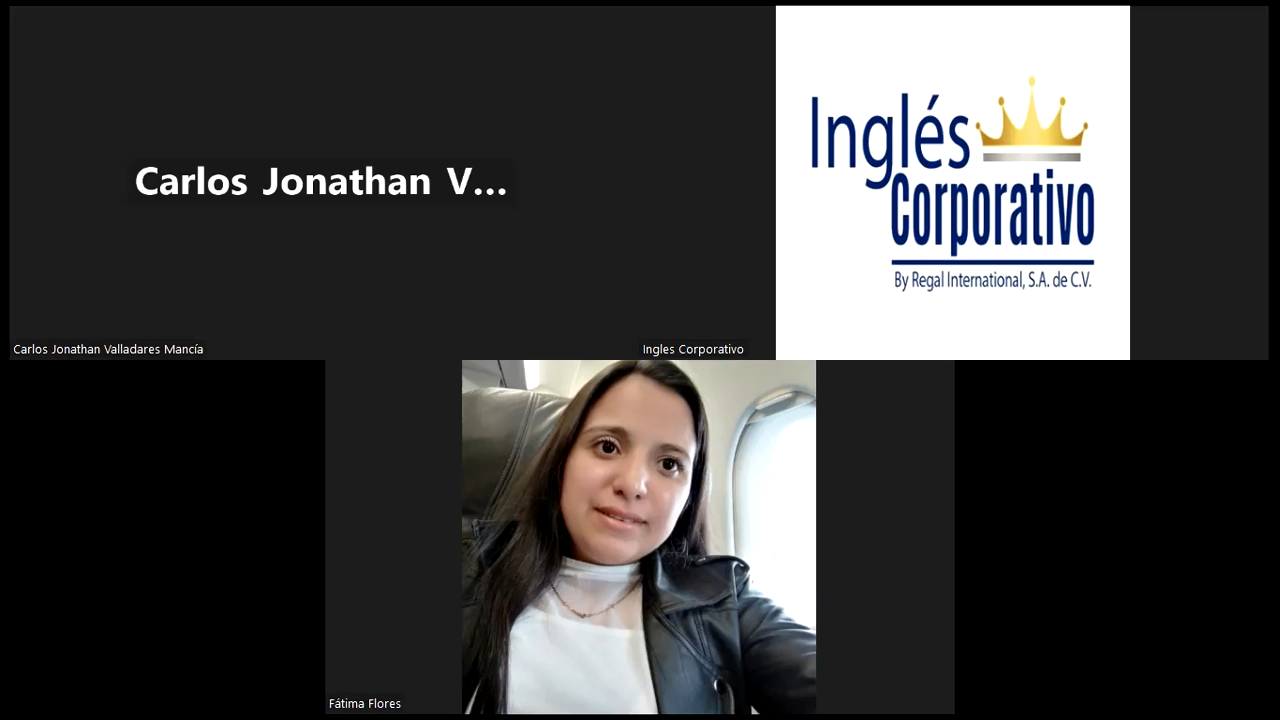 Carlos Jonathan V...
Carlos Jonathan Valladares Mancía
Inglés
Corporativo
By Regal International, S.A. de C.V.
Ingles Corporativo
Fátima Flores